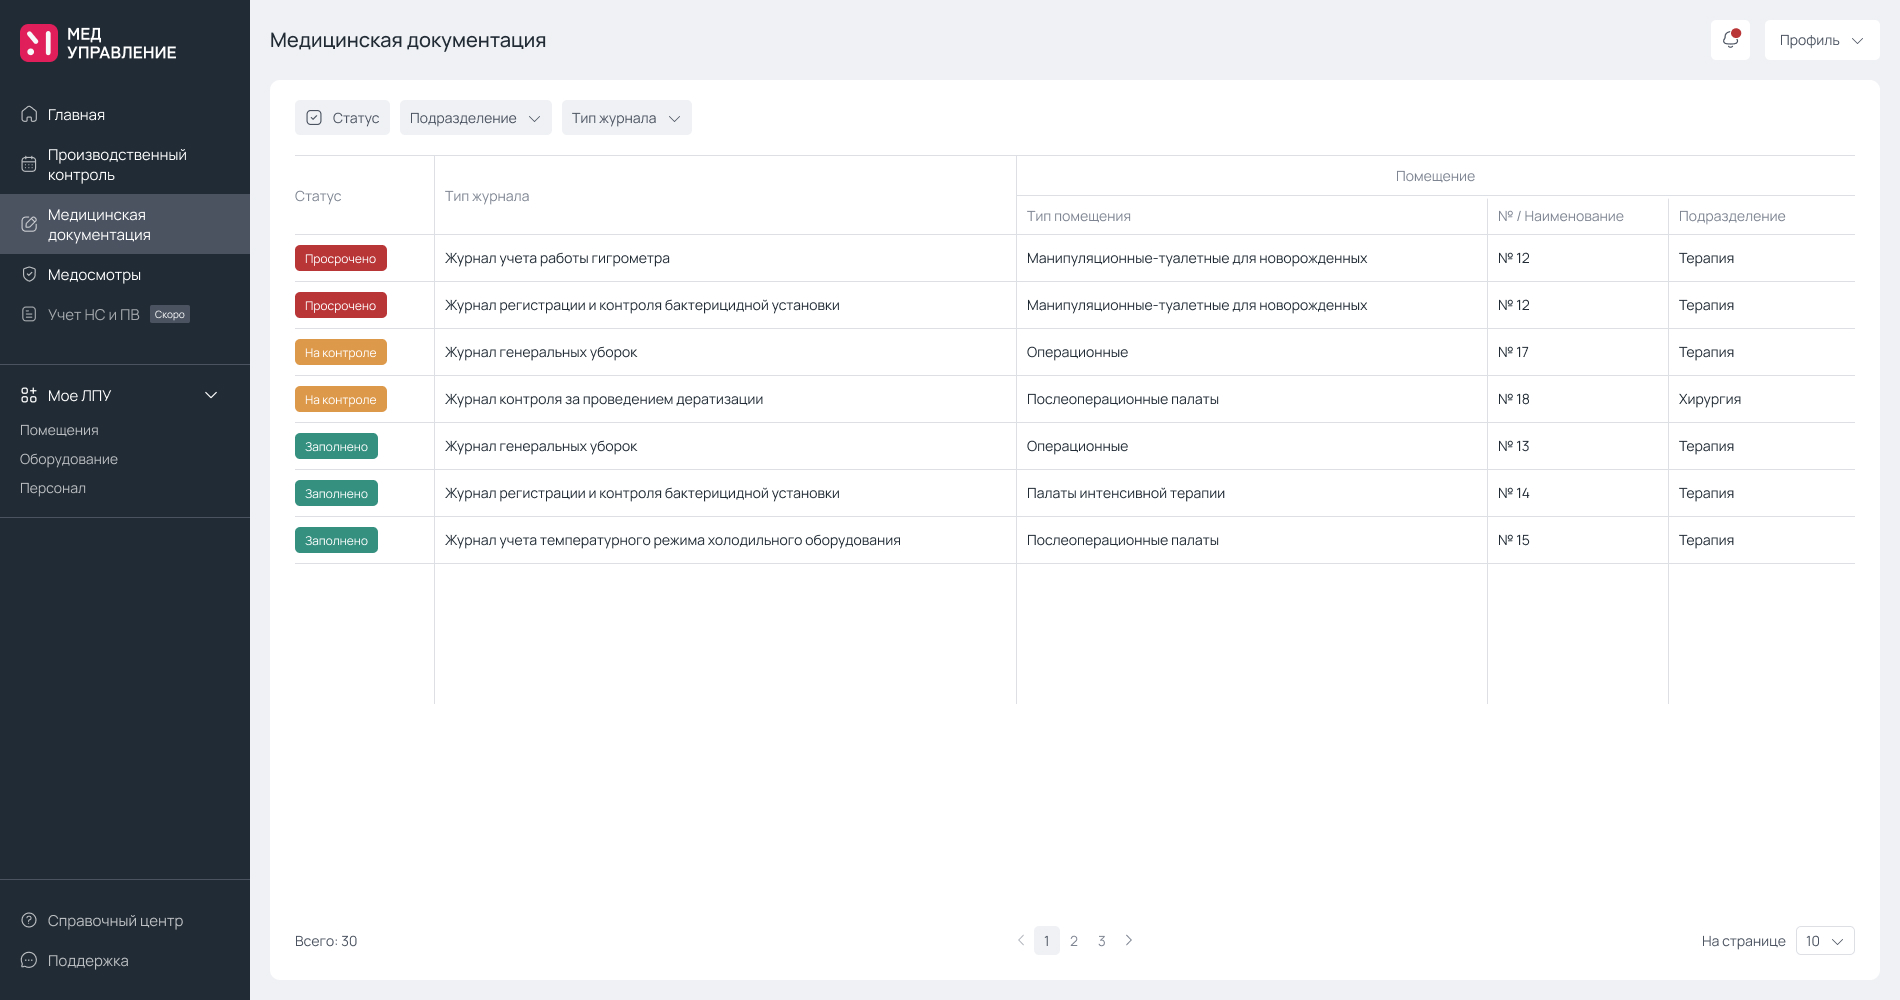 МЕД
УПРАВЛЕНИЕ
Главная
Производственный
контроль
Медицинская
документация
Медосмотры
Учет НС и ПВ Скоро
Мое ЛПУ
Помещения
Оборудование
Персонал
Справочный центр
Поддержка
Медицинская документация
Профиль
Статус Подразделение Тип журнала
Статус Тип журнала Помещение
Тип помещения № / Наименование Подразделение
Просрочено Журнал учета работы гигрометра Манипуляционные-туалетные для новорожденных № 12 Терапия
Просрочено Журнал регистрации и контроля бактерицидной установки Манипуляционные-туалетные для новорожденных № 12 Терапия
На контроле Журнал генеральных уборок Операционные № 17 Терапия
На контроле Журнал контроля за проведением дератизации Послеоперационные палаты № 18 Хирургия
Заполнено Журнал генеральных уборок Операционные № 13 Терапия
Заполнено Журнал регистрации и контроля бактерицидной установки Палаты интенсивной терапии № 14 Терапия
Заполнено Журнал учета температурного режима холодильного оборудования Послеоперационные палаты № 15 Терапия
Всего: 30 1 2 3 На странице 10